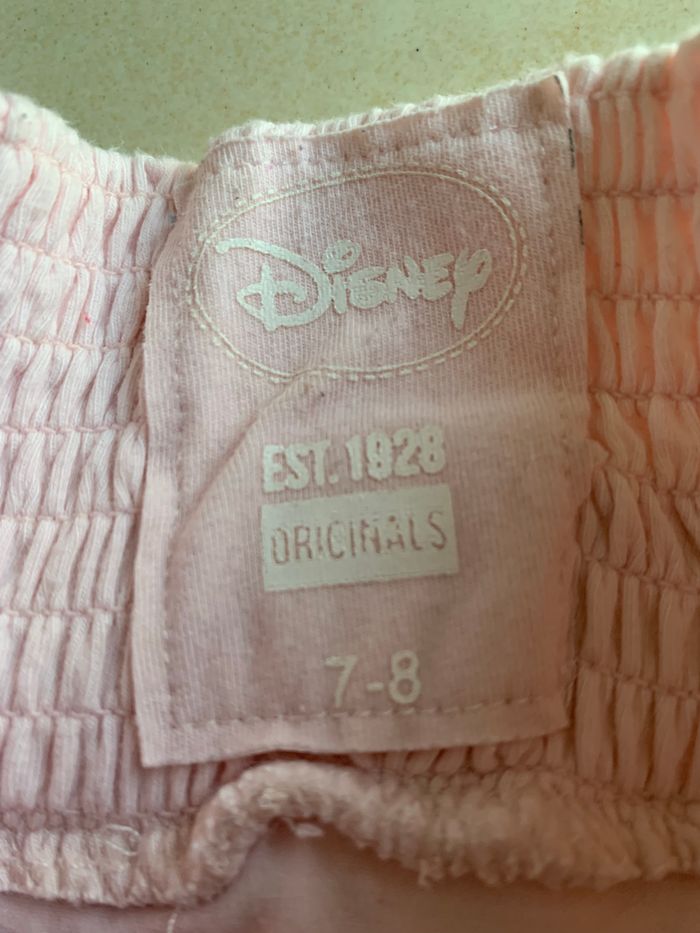 Disney
EST. 1928
ORIGINALS
7-8